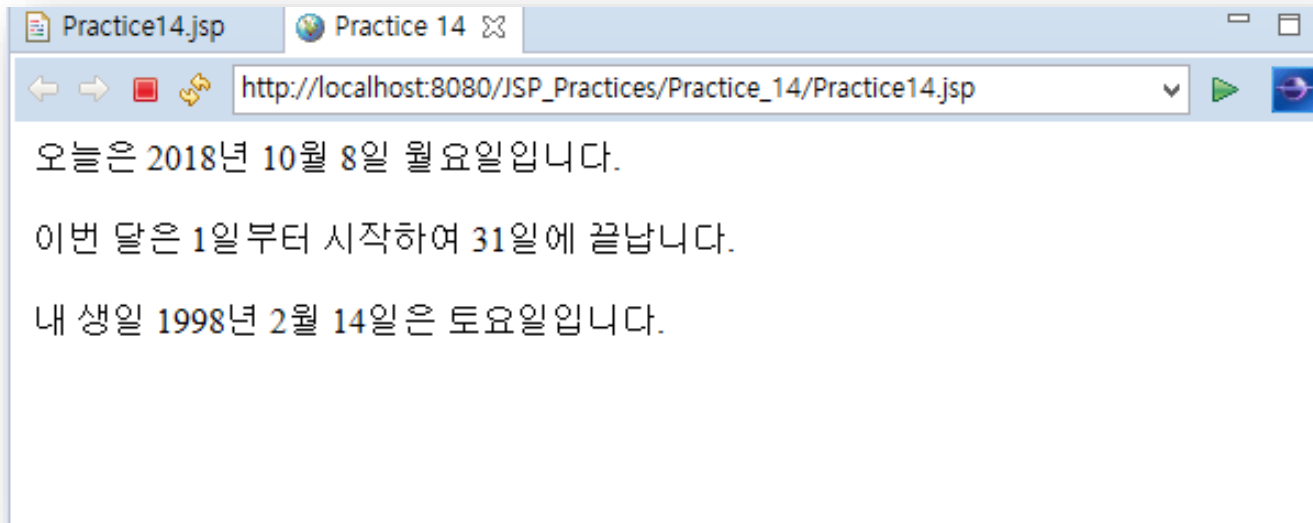 Practice14.jsp
Practice 14
http://localhost:8080/JSP_Practices/Practice_14/Practice14.jsp
오늘은 2018년 10월 8일 월요일입니다.
이번 달은 1일부터 시작하여 31일에 끝납니다.
내 생일 1998년 2월 14일은 토요일입니다.